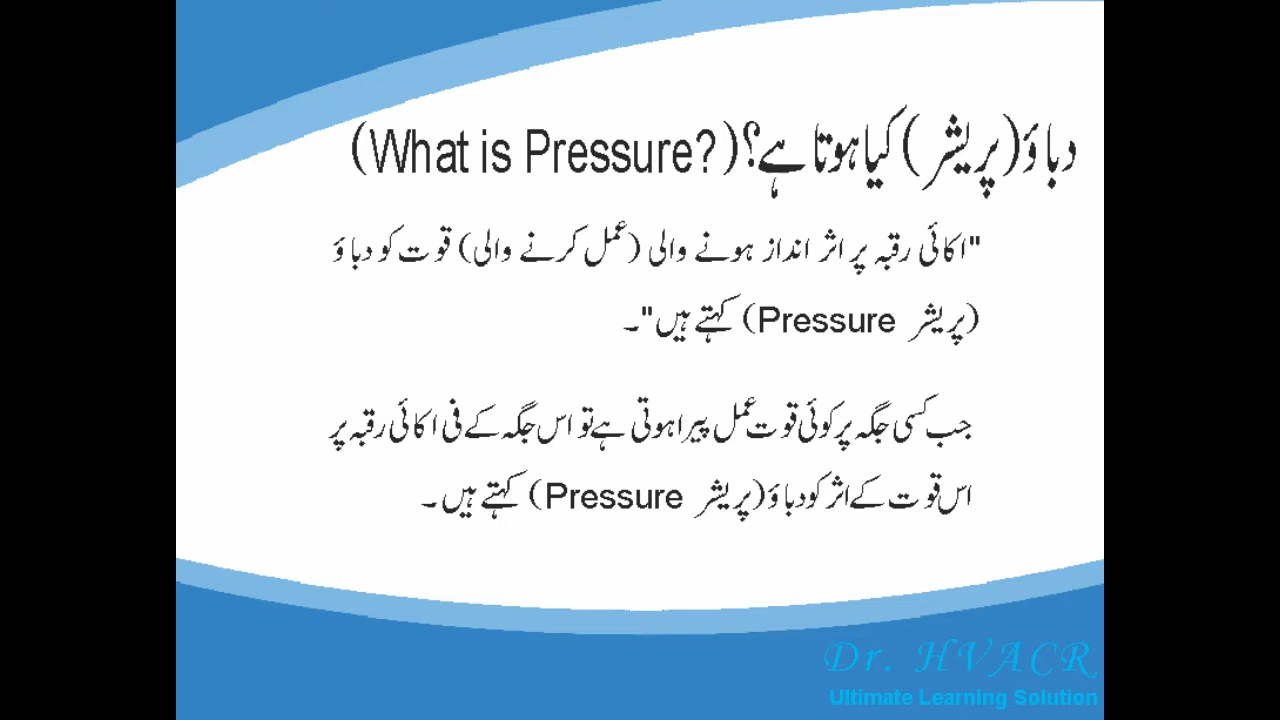 دباؤ(پریشر) کیا ہوتا ہے؟ (What is Pressure?)
"اکائی رقبہ پر اثر انداز ہونے والی (عمل کرنے والی) قوت کو دباؤ
(پریشر Pressure) کہتے ہیں"۔
جب کسی جگہ پر کوئی قوت عمل پیرا ہوتی ہے تو اس جگہ کے فی اکائی رقبہ پر
اس قوت کے اثر کو دباؤ(پریشر Pressure) کہتے ہیں۔
Dr. HVACR
Ultimate Learning Solution